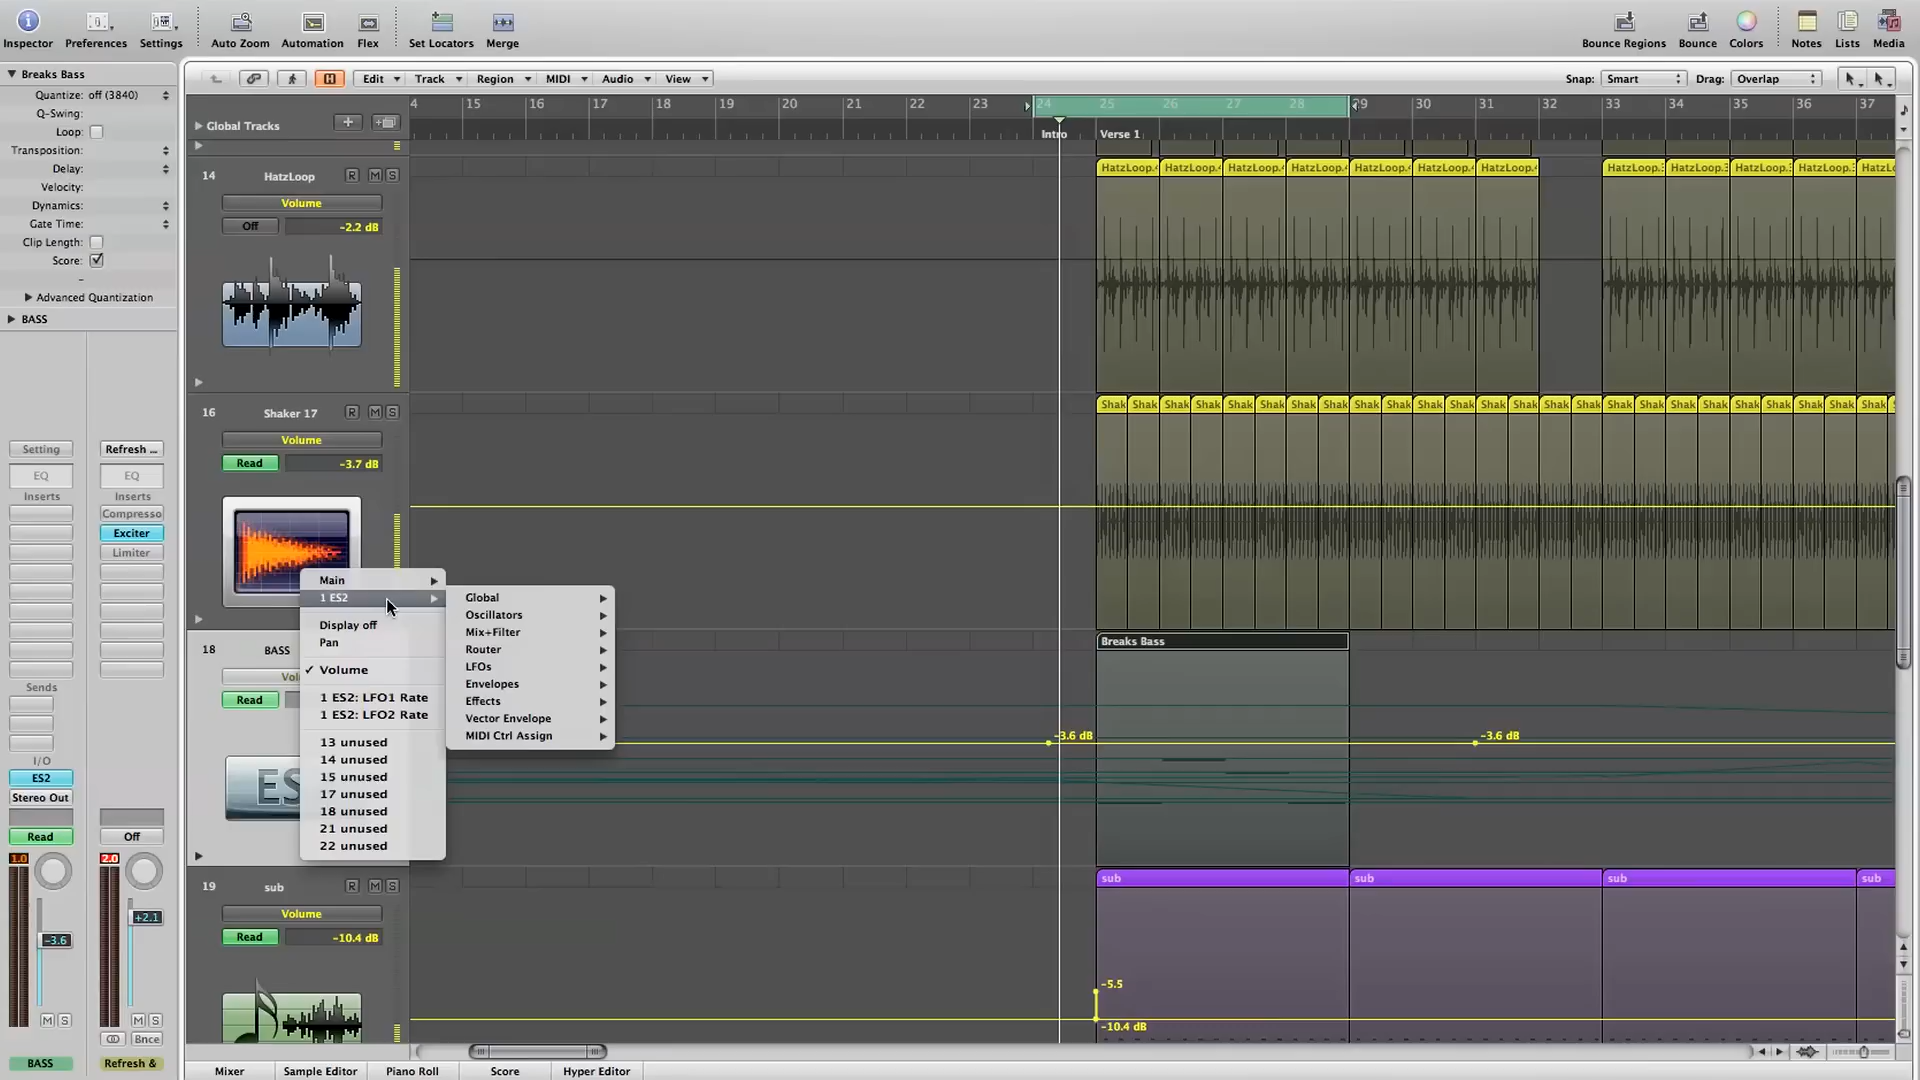 Inspector
Preferences
Settings
Auto Zoom
Automation
Flex
Set Locators
Merge
Bounce Regions
Bounce
Colors
Notes
Lists
Media
Breaks Bass
Quantize: off (3840)
Q-Swing:
Loop:
Transposition:
Delay:
Velocity:
Dynamics:
Gate Time:
Clip Length:
Score:
-
Advanced Quantization
BASS
Edit
Track
Region
MIDI
Audio
View
Snap: Smart
Drag: Overlap
Global Tracks
4 15 16 17 18 19 20 21 22 23 24 25 26 27 28 29 30 31 32 33 34 35 36 37
Intro
Verse 1
14 HatzLoop R M S
Volume
Off -2.2 dB
HatzLoop. HatzLoop. HatzLoop. HatzLoop. HatzLoop. HatzLoop. HatzLoop. HatzLoop. HatzLoop. HatzLoop. HatzLoop. HatzL
16 Shaker 17 R M S
Volume
Read -3.7 dB
Shak Shak Shak Shak Shak Shak Shak Shak Shak Shak Shak Shak Shak Shak Shak Shak Shak Shak Shak Shak Shak Shak Shak Shak Shak
18 BASS
Read
Breaks Bass
-3.6 dB
-3.6 dB
Main
1 ES2
Display off
Pan
✓ Volume
1 ES2: LFO1 Rate
1 ES2: LFO2 Rate
13 unused
14 unused
15 unused
17 unused
18 unused
21 unused
22 unused
Global
Oscillators
Mix+Filter
Router
LFOs
Envelopes
Effects
Vector Envelope
MIDI Ctrl Assign
19 sub R M S
Volume
Read -10.4 dB
sub sub sub sub
-5.5
-10.4 dB
Setting
EQ
Inserts
Sends
I/O
ES2
Stereo Out
Read
1.0
-3.6
M S
BASS
Refresh ...
EQ
Inserts
Compresso
Exciter
Limiter
Off
2.0
+2.1
M S
Bnce
Refresh &
Mixer
Sample Editor
Piano Roll
Score
Hyper Editor